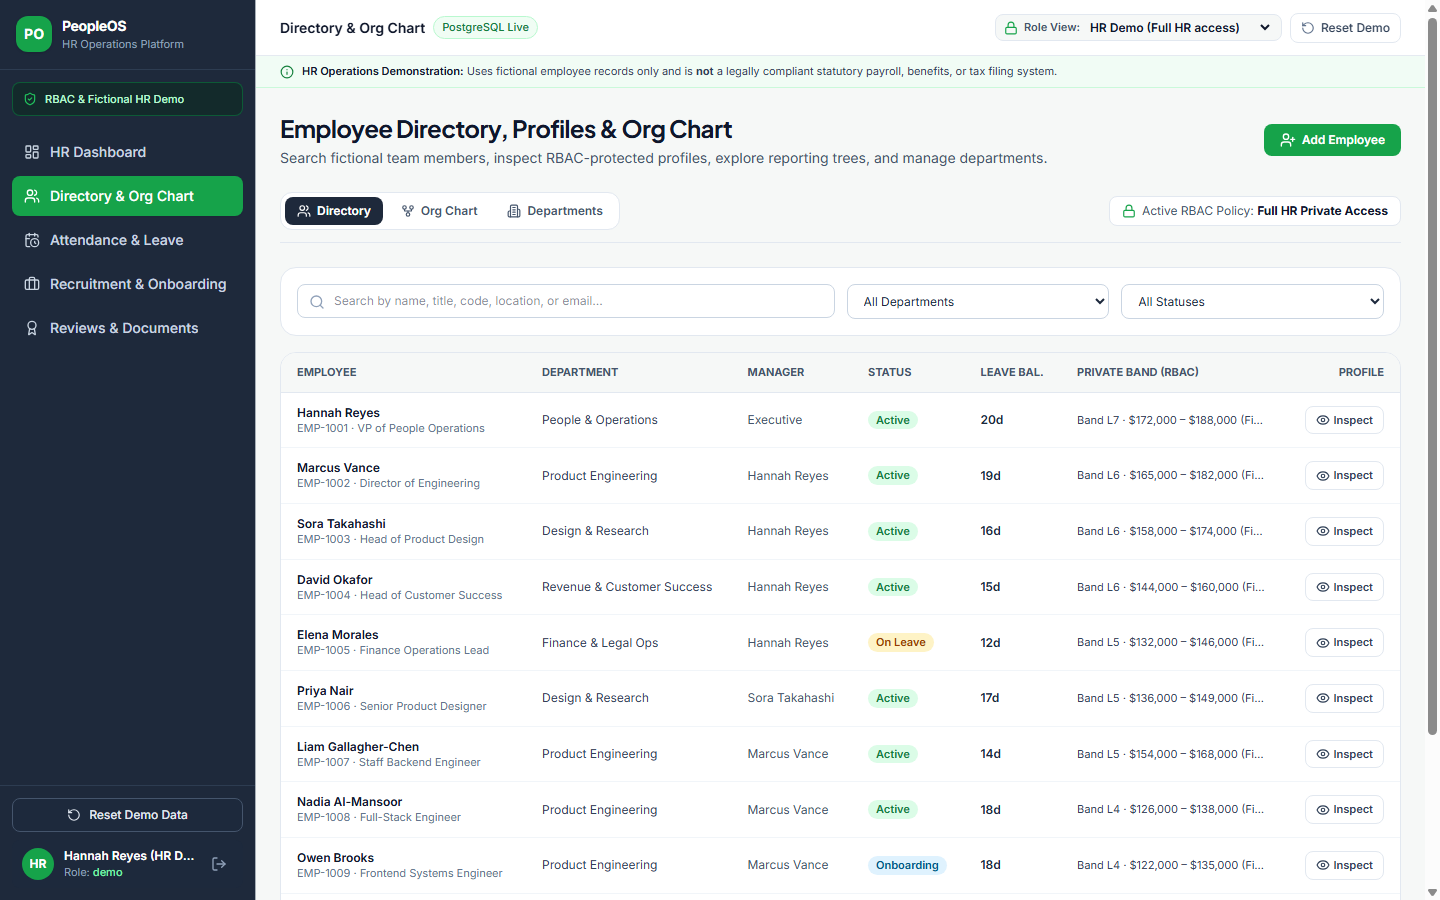 PO
PeopleOS
HR Operations Platform
RBAC & Fictional HR Demo
HR Dashboard
Directory & Org Chart
Attendance & Leave
Recruitment & Onboarding
Reviews & Documents
Reset Demo Data
HR
Hannah Reyes (HR D...
Role: demo
Directory & Org Chart
PostgreSQL Live
Role View: HR Demo (Full HR access)
Reset Demo
HR Operations Demonstration: Uses fictional employee records only and is not a legally compliant statutory payroll, benefits, or tax filing system.
Employee Directory, Profiles & Org Chart
Search fictional team members, inspect RBAC-protected profiles, explore reporting trees, and manage departments.
Add Employee
Directory
Org Chart
Departments
Active RBAC Policy: Full HR Private Access
Search by name, title, code, location, or email...
All Departments
All Statuses
EMPLOYEE DEPARTMENT MANAGER STATUS LEAVE BAL. PRIVATE BAND (RBAC) PROFILE
Hannah Reyes
EMP-1001 · VP of People Operations
People & Operations Executive Active 20d Band L7 · $172,000 – $188,000 (Fi... Inspect
Marcus Vance
EMP-1002 · Director of Engineering
Product Engineering Hannah Reyes Active 19d Band L6 · $165,000 – $182,000 (Fi... Inspect
Sora Takahashi
EMP-1003 · Head of Product Design
Design & Research Hannah Reyes Active 16d Band L6 · $158,000 – $174,000 (Fi... Inspect
David Okafor
EMP-1004 · Head of Customer Success
Revenue & Customer Success Hannah Reyes Active 15d Band L6 · $144,000 – $160,000 (Fi... Inspect
Elena Morales
EMP-1005 · Finance Operations Lead
Finance & Legal Ops Hannah Reyes On Leave 12d Band L5 · $132,000 – $146,000 (Fi... Inspect
Priya Nair
EMP-1006 · Senior Product Designer
Design & Research Sora Takahashi Active 17d Band L5 · $136,000 – $149,000 (Fi... Inspect
Liam Gallagher-Chen
EMP-1007 · Staff Backend Engineer
Product Engineering Marcus Vance Active 14d Band L5 · $154,000 – $168,000 (Fi... Inspect
Nadia Al-Mansoor
EMP-1008 · Full-Stack Engineer
Product Engineering Marcus Vance Active 18d Band L4 · $126,000 – $138,000 (Fi... Inspect
Owen Brooks
EMP-1009 · Frontend Systems Engineer
Product Engineering Marcus Vance Onboarding 18d Band L4 · $122,000 – $135,000 (Fi... Inspect